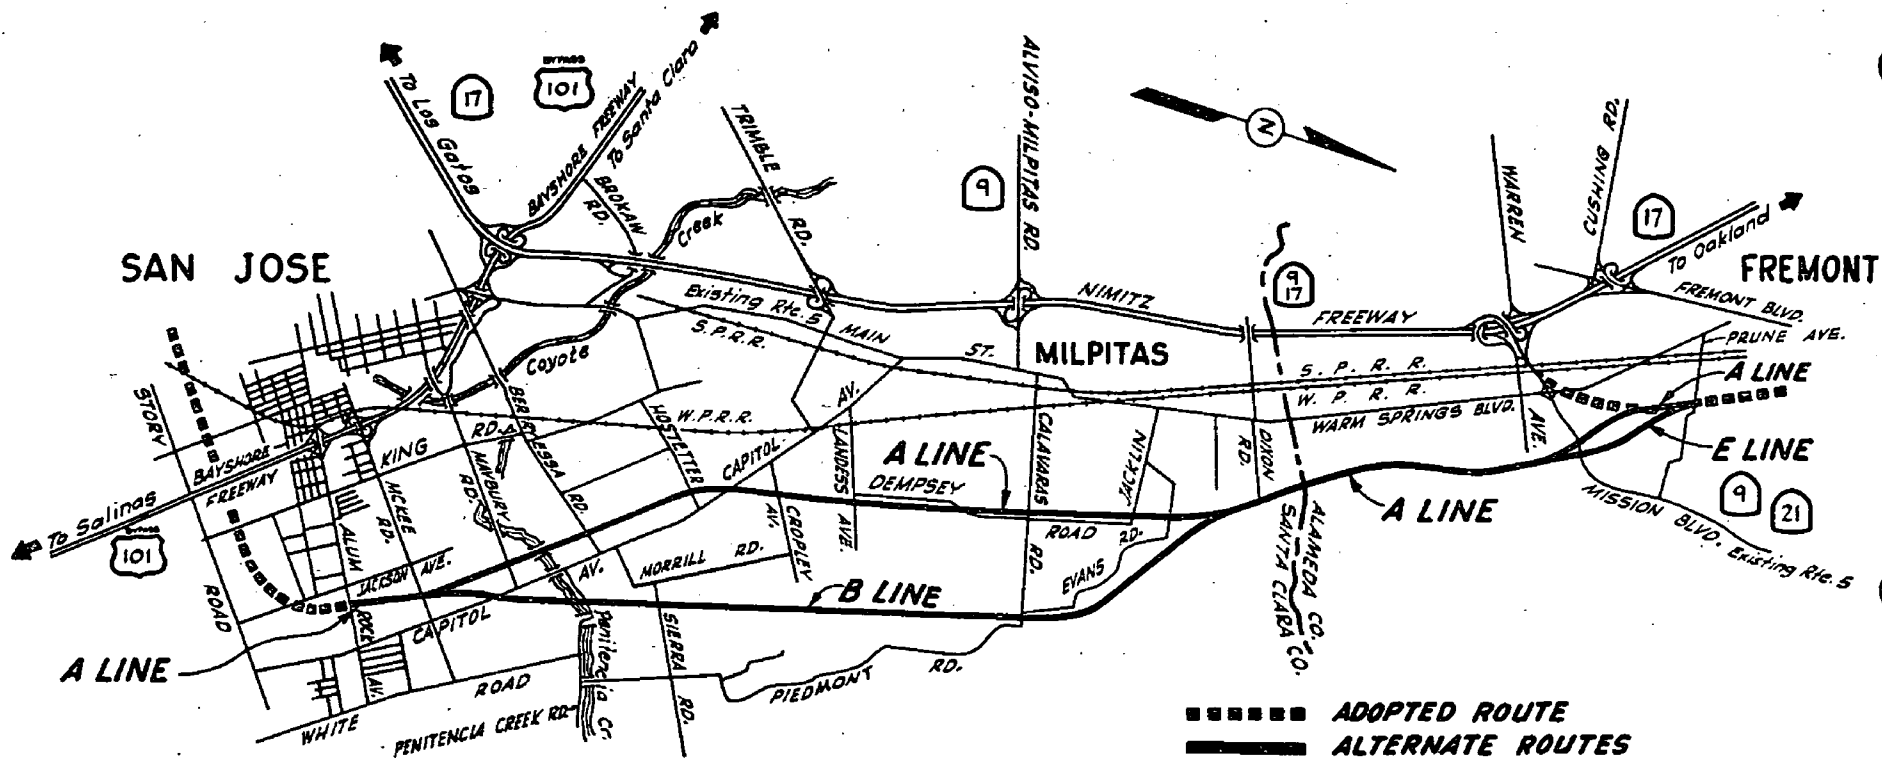 To Los Gatos
17
BYPASS
101
BAYSHORE FREEWAY
To Santa Clara
BROKAW
RD.
TRIMBLE
RD.
Creek
Coyote
9
ALVISO-MILPITAS RD.
N
WARREN
AVE.
CUSHING RD.
17
To Oakland
FREMONT
FREMONT BLVD.
PRUNE AVE.
SAN JOSE
Existing Rte. 5
S.P.R.R.
MAIN
ST.
NIMITZ
FREEWAY
9
17
MILPITAS
S. P. R. R.
W. P. R. R.
WARM SPRINGS BLVD.
A LINE
E LINE
9
21
MISSION BLVD.
Existing Rte. 5
STORY
ROAD
BAYSHORE
FREEWAY
To Salinas
BYPASS
101
KING
RD.
W.P.R.R.
HOSTETTER
CAPITOL
AV.
LANDESS
AVE.
A LINE
DEMPSEY
ROAD
CALAVARAS
RD.
DIXON
RD.
A LINE
ALAMEDA CO.
SANTA CLARA CO.
MCKEE
RD.
MAYBURY
RD.
BERRYESSA
RD.
ALUM
ROCK
AV.
JACKSON AVE.
CAPITOL
AV.
MORRILL RD.
CROPLEY
AV.
EVANS
RD.
B LINE
A LINE
SIERRA
RD.
Penitencia Cr.
PIEDMONT
RD.
WHITE
ROAD
PENITENCIA CREEK RD.
ADOPTED ROUTE
ALTERNATE ROUTES